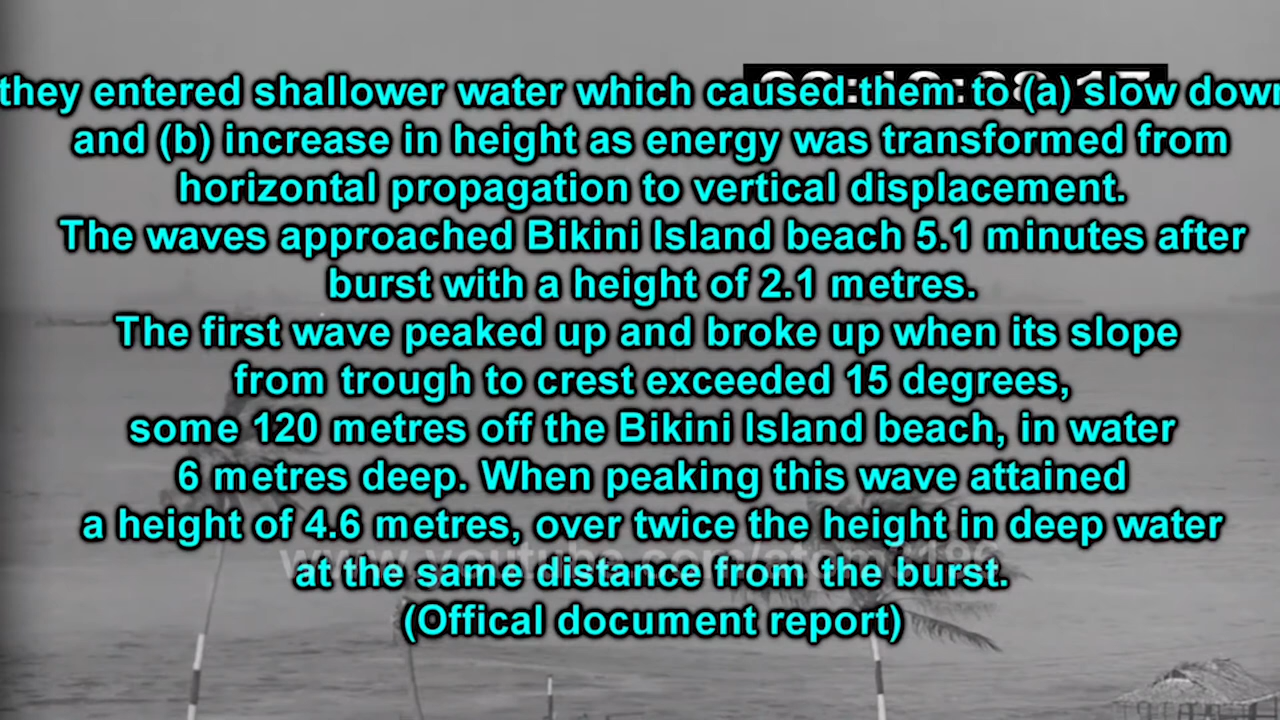 they entered shallower water which caused them to (a) slow down
and (b) increase in height as energy was transformed from
horizontal propagation to vertical displacement.
The waves approached Bikini Island beach 5.1 minutes after
burst with a height of 2.1 metres.
The first wave peaked up and broke up when its slope
from trough to crest exceeded 15 degrees,
some 120 metres off the Bikini Island beach, in water
6 metres deep. When peaking this wave attained
a height of 4.6 metres, over twice the height in deep water
at the same distance from the burst.
(Offical document report)